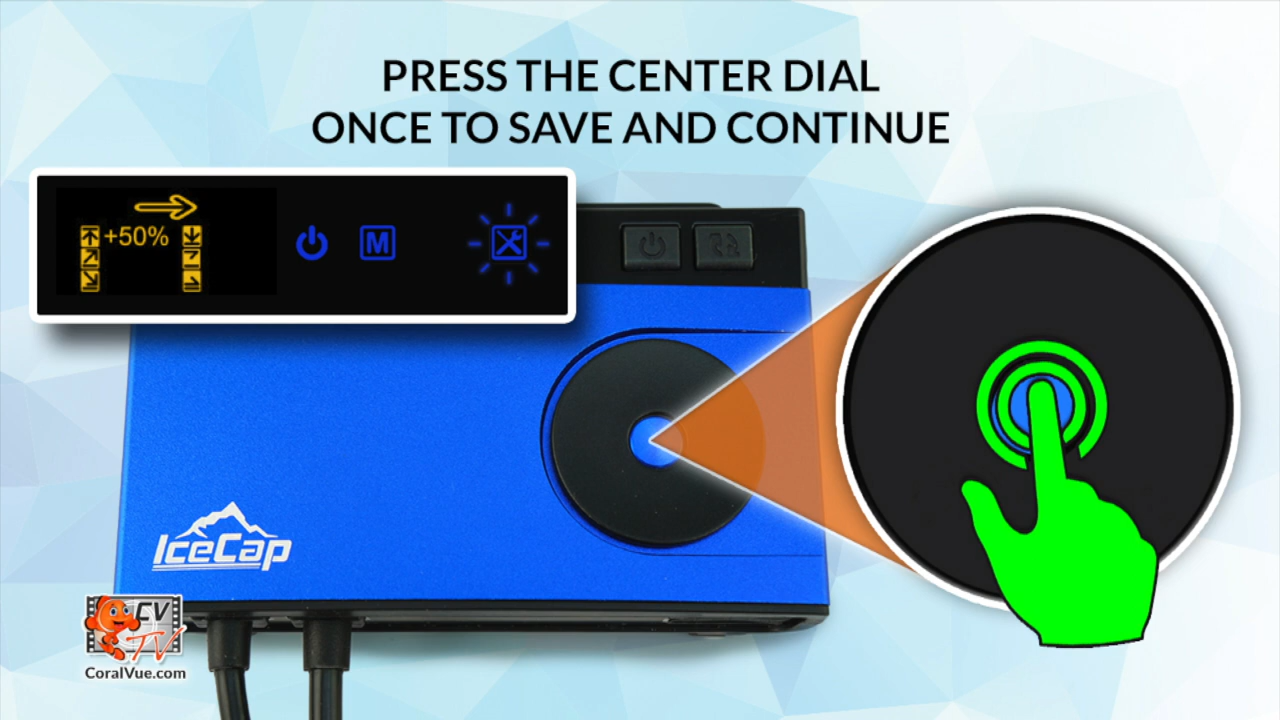 PRESS THE CENTER DIAL
ONCE TO SAVE AND CONTINUE
+50%
M
IceCap
CV
TV
CoralVue.com